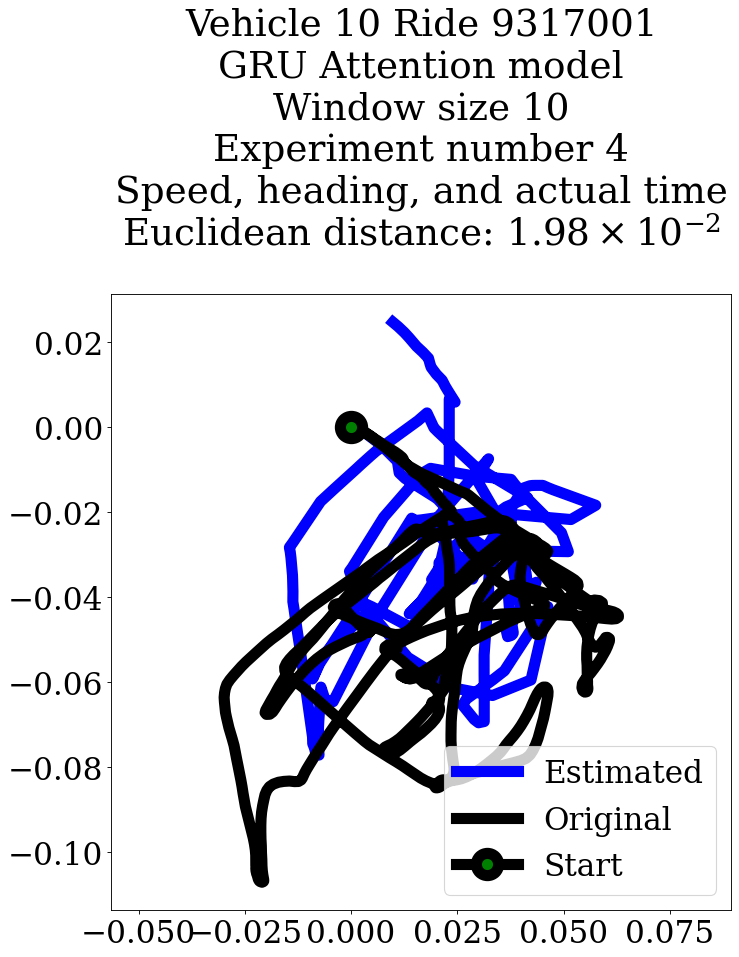 Vehicle 10 Ride 9317001
GRU Attention model
Window size 10
Experiment number 4
Speed, heading, and actual time
Euclidean distance: 1.98 × 10⁻²
0.02
0.00
−0.02
−0.04
−0.06
−0.08
−0.10
Estimated
Original
Start
−0.050 −0.025 0.000 0.025 0.050 0.075